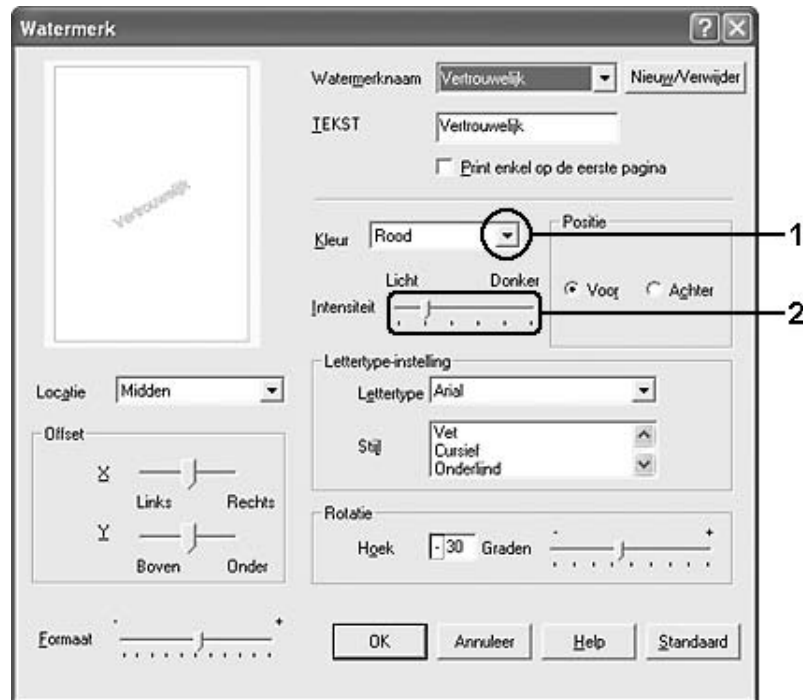 Watermerk
Vertrouwelijk
Watermerknaam Vertrouwelijk Nieuw/Verwijder
TEKST Vertrouwelijk
Print enkel op de eerste pagina
Kleur Rood
1
Positie
Voor Achter
Licht Donker
Intensiteit
2
Locatie Midden
Offset
X
Links Rechts
Y
Boven Onder
Lettertype-instelling
Lettertype Arial
Stijl
Vet
Cursief
Onderlind
Rotatie
Hoek -30 Graden
- +
Formaat
- +
OK Annuleer Help Standaard